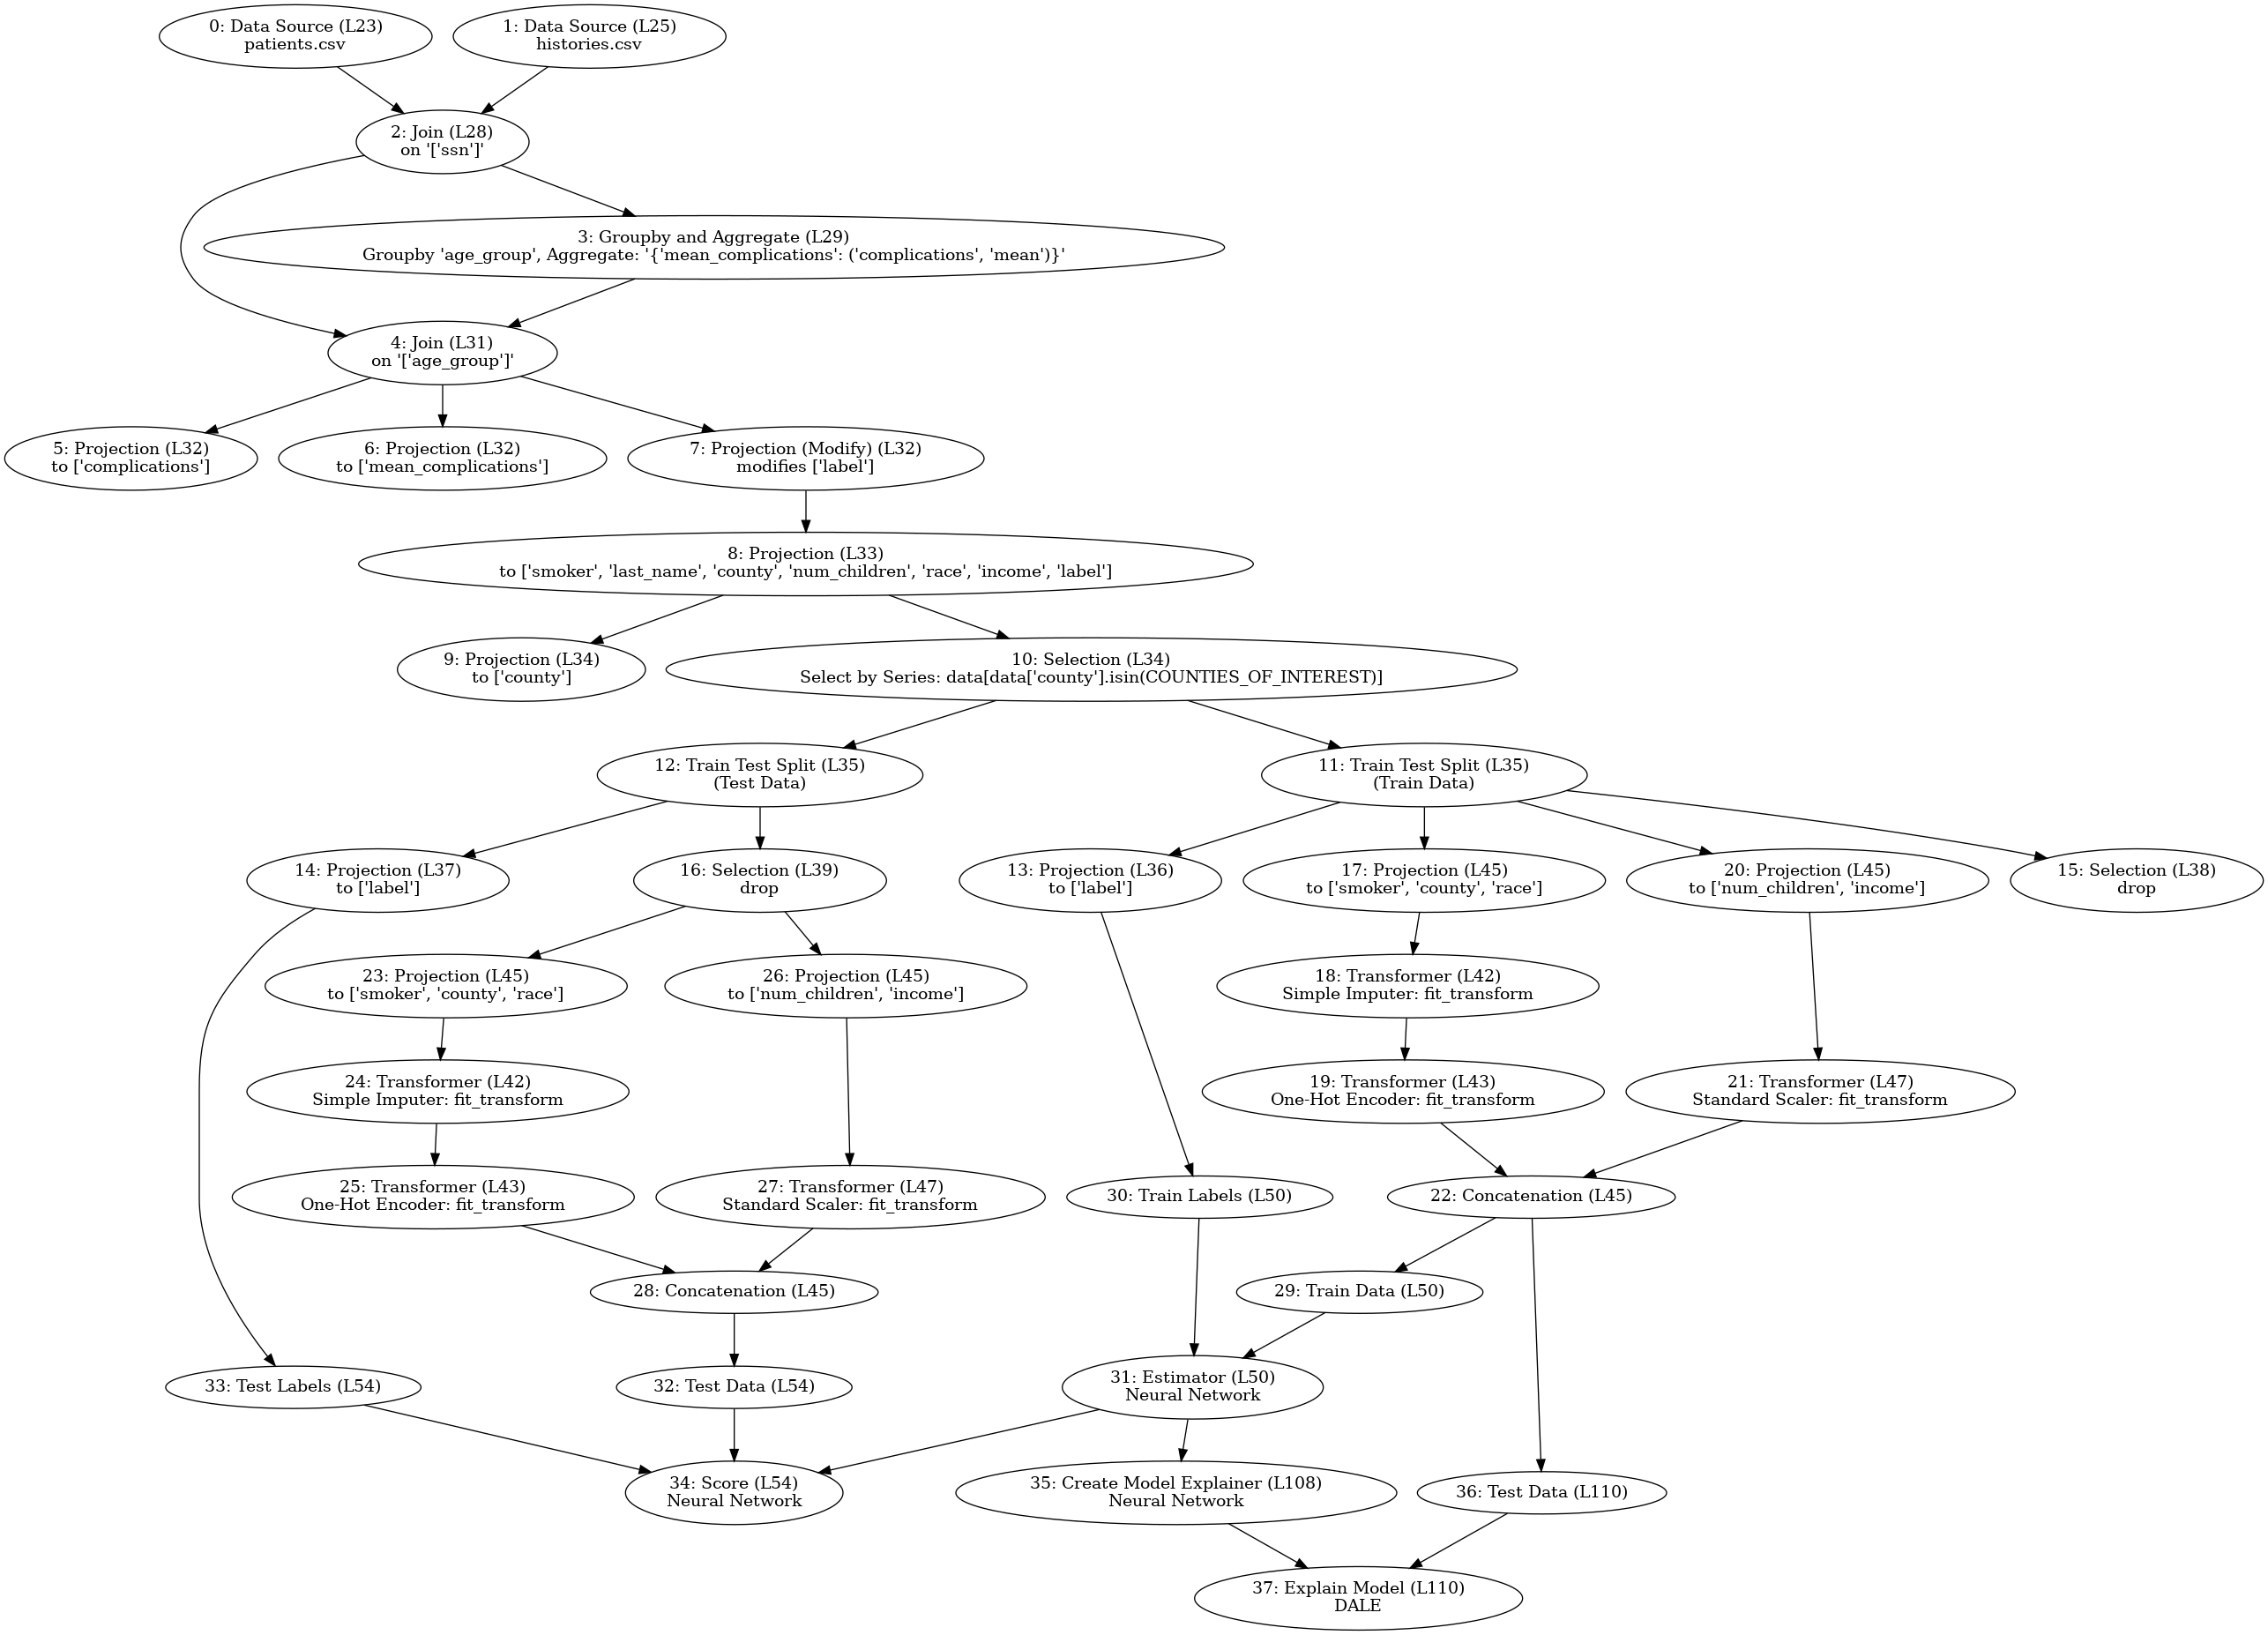 0: Data Source (L23)
patients.csv
1: Data Source (L25)
histories.csv
2: Join (L28)
on '['ssn']'
3: Groupby and Aggregate (L29)
Groupby 'age_group', Aggregate: '{'mean_complications': ('complications', 'mean')}'
4: Join (L31)
on '['age_group']'
5: Projection (L32)
to ['complications']
6: Projection (L32)
to ['mean_complications']
7: Projection (Modify) (L32)
modifies ['label']
8: Projection (L33)
to ['smoker', 'last_name', 'county', 'num_children', 'race', 'income', 'label']
9: Projection (L34)
to ['county']
10: Selection (L34)
Select by Series: data[data['county'].isin(COUNTIES_OF_INTEREST)]
12: Train Test Split (L35)
(Test Data)
11: Train Test Split (L35)
(Train Data)
14: Projection (L37)
to ['label']
16: Selection (L39)
drop
13: Projection (L36)
to ['label']
17: Projection (L45)
to ['smoker', 'county', 'race']
20: Projection (L45)
to ['num_children', 'income']
15: Selection (L38)
drop
23: Projection (L45)
to ['smoker', 'county', 'race']
26: Projection (L45)
to ['num_children', 'income']
18: Transformer (L42)
Simple Imputer: fit_transform
24: Transformer (L42)
Simple Imputer: fit_transform
19: Transformer (L43)
One-Hot Encoder: fit_transform
21: Transformer (L47)
Standard Scaler: fit_transform
25: Transformer (L43)
One-Hot Encoder: fit_transform
27: Transformer (L47)
Standard Scaler: fit_transform
30: Train Labels (L50)
22: Concatenation (L45)
28: Concatenation (L45)
29: Train Data (L50)
33: Test Labels (L54)
32: Test Data (L54)
31: Estimator (L50)
Neural Network
34: Score (L54)
Neural Network
35: Create Model Explainer (L108)
Neural Network
36: Test Data (L110)
37: Explain Model (L110)
DALE